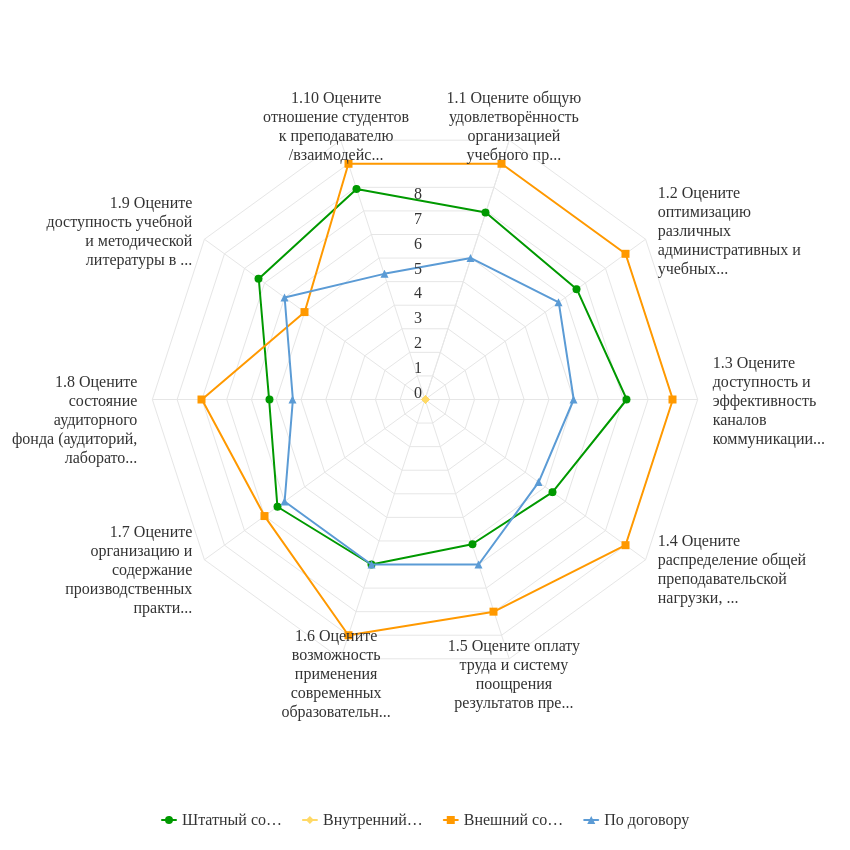 1.10 Оцените
отношение студентов
к преподавателю
/взаимодейс...
1.1 Оцените общую
удовлетворённость
организацией
учебного пр...
1.2 Оцените
оптимизацию
различных
административных и
учебных...
1.3 Оцените
доступность и
эффективность
каналов
коммуникации...
1.4 Оцените
распределение общей
преподавательской
нагрузки, ...
1.5 Оцените оплату
труда и систему
поощрения
результатов пре...
1.6 Оцените
возможность
применения
современных
образовательн...
1.7 Оцените
организацию и
содержание
производственных
практи...
1.8 Оцените
состояние
аудиторного
фонда (аудиторий,
лаборато...
1.9 Оцените
доступность учебной
и методической
литературы в ...
8
7
6
5
4
3
2
1
0
Штатный со... Внутренний... Внешний со... По договору